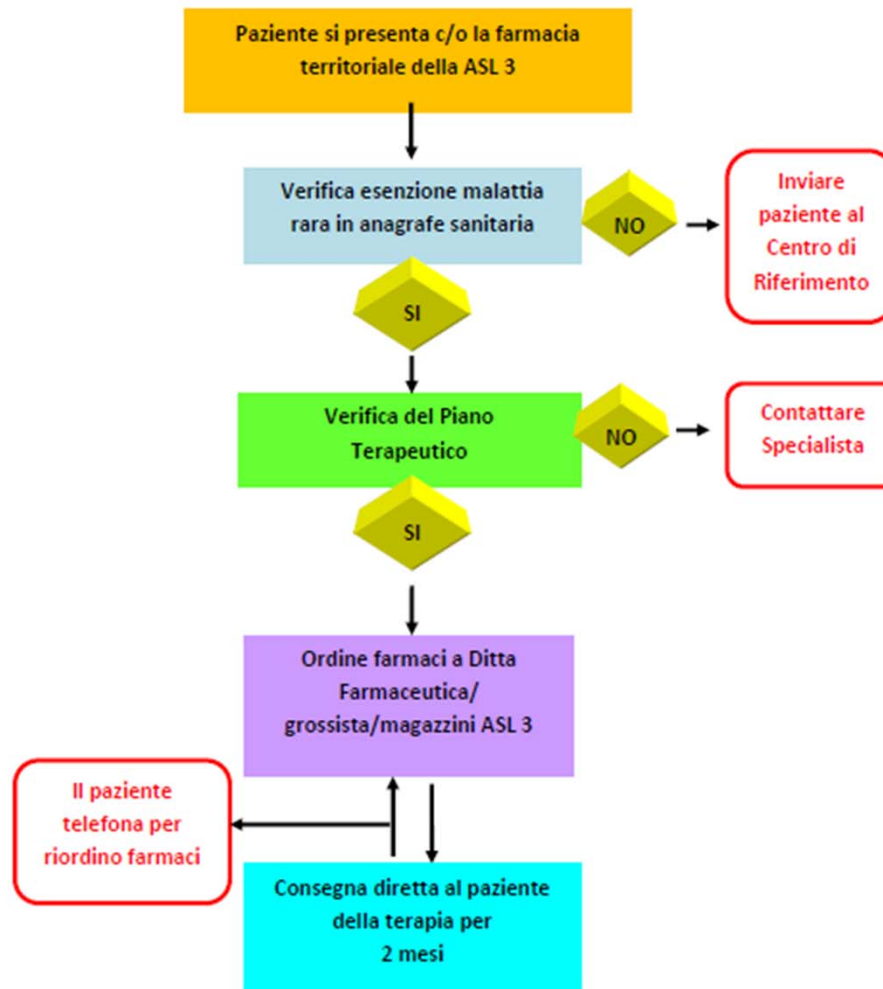 Paziente si presenta c/o la farmacia
territoriale della ASL 3
Verifica esenzione malattia
rara in anagrafe sanitaria
NO
Inviare
paziente al
Centro di
Riferimento
SI
Verifica del Piano
Terapeutico
NO
Contattare
Specialista
SI
Ordine farmaci a Ditta
Farmaceutica/
grossista/magazzini ASL 3
Il paziente
telefona per
riordino farmaci
Consegna diretta al paziente
della terapia per
2 mesi